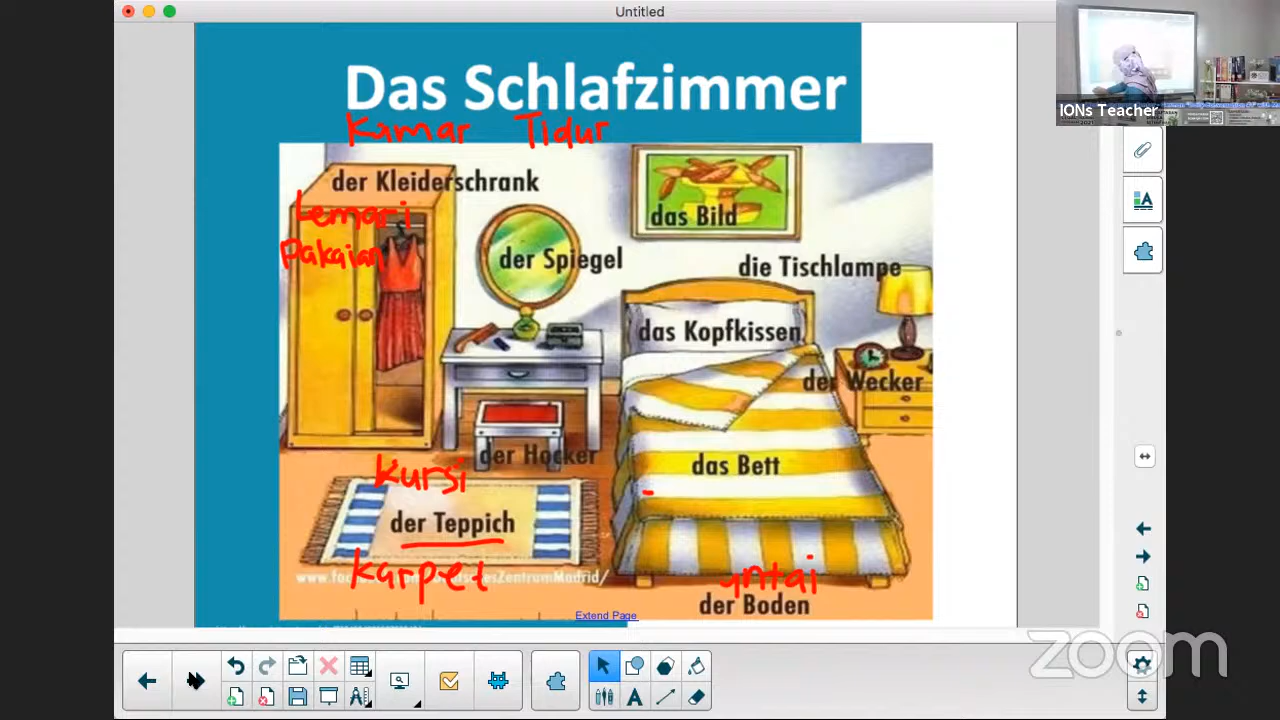 Untitled
IONs Teacher
Das Schlafzimmer
Kamar Tidur
der Kleiderschrank
Lemari
Pakaian
das Bild
der Spiegel
die Tischlampe
das Kopfkissen
der Wecker
der Hocker
das Bett
kursi
der Teppich
karpet
der Boden
Extend Page
zoom